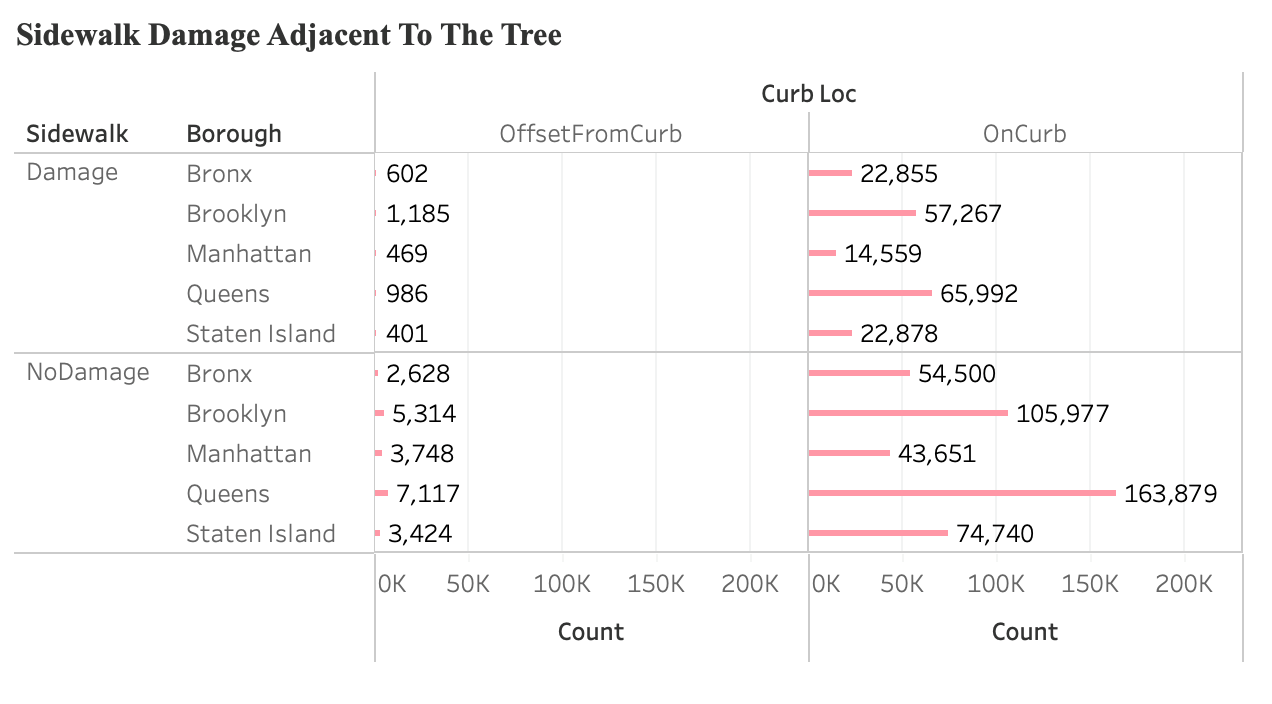 Sidewalk Damage Adjacent To The Tree
Curb Loc
Sidewalk Borough OffsetFromCurb OnCurb
Damage Bronx 602 22,855
Brooklyn 1,185 57,267
Manhattan 469 14,559
Queens 986 65,992
Staten Island 401 22,878
NoDamage Bronx 2,628 54,500
Brooklyn 5,314 105,977
Manhattan 3,748 43,651
Queens 7,117 163,879
Staten Island 3,424 74,740
0K 50K 100K 150K 200K 0K 50K 100K 150K 200K
Count Count